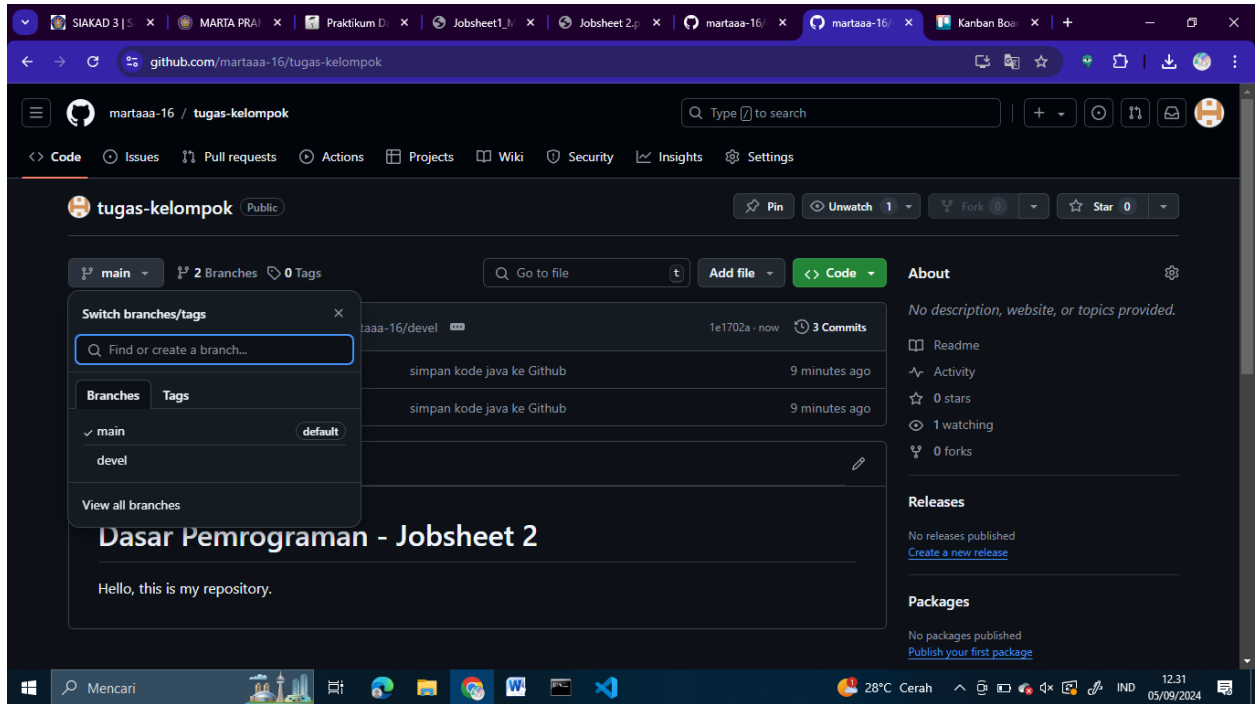 SIAKAD 3 | S
MARTA PRA
Praktikum D
Jobsheet1_M
Jobsheet 2.p
martaa-16/
martaa-16/
Kanban Boar
github.com/martaaa-16/tugas-kelompok
martaaa-16 / tugas-kelompok
Type / to search
Code
Issues
Pull requests
Actions
Projects
Wiki
Security
Insights
Settings
tugas-kelompok Public
Pin
Unwatch 1
Fork 0
Star 0
main
2 Branches
0 Tags
Go to file
t
Add file
Code
Switch branches/tags
Find or create a branch...
Branches
Tags
main default
devel
View all branches
taaa-16/devel
1e1702a · now
3 Commits
simpan kode java ke Github 9 minutes ago
simpan kode java ke Github 9 minutes ago
Dasar Pemrograman - Jobsheet 2
Hello, this is my repository.
About
No description, website, or topics provided.
Readme
Activity
0 stars
1 watching
0 forks
Releases
No releases published
Create a new release
Packages
No packages published
Publish your first package
Mencari
28°C Cerah
IND
12.31
05/09/2024